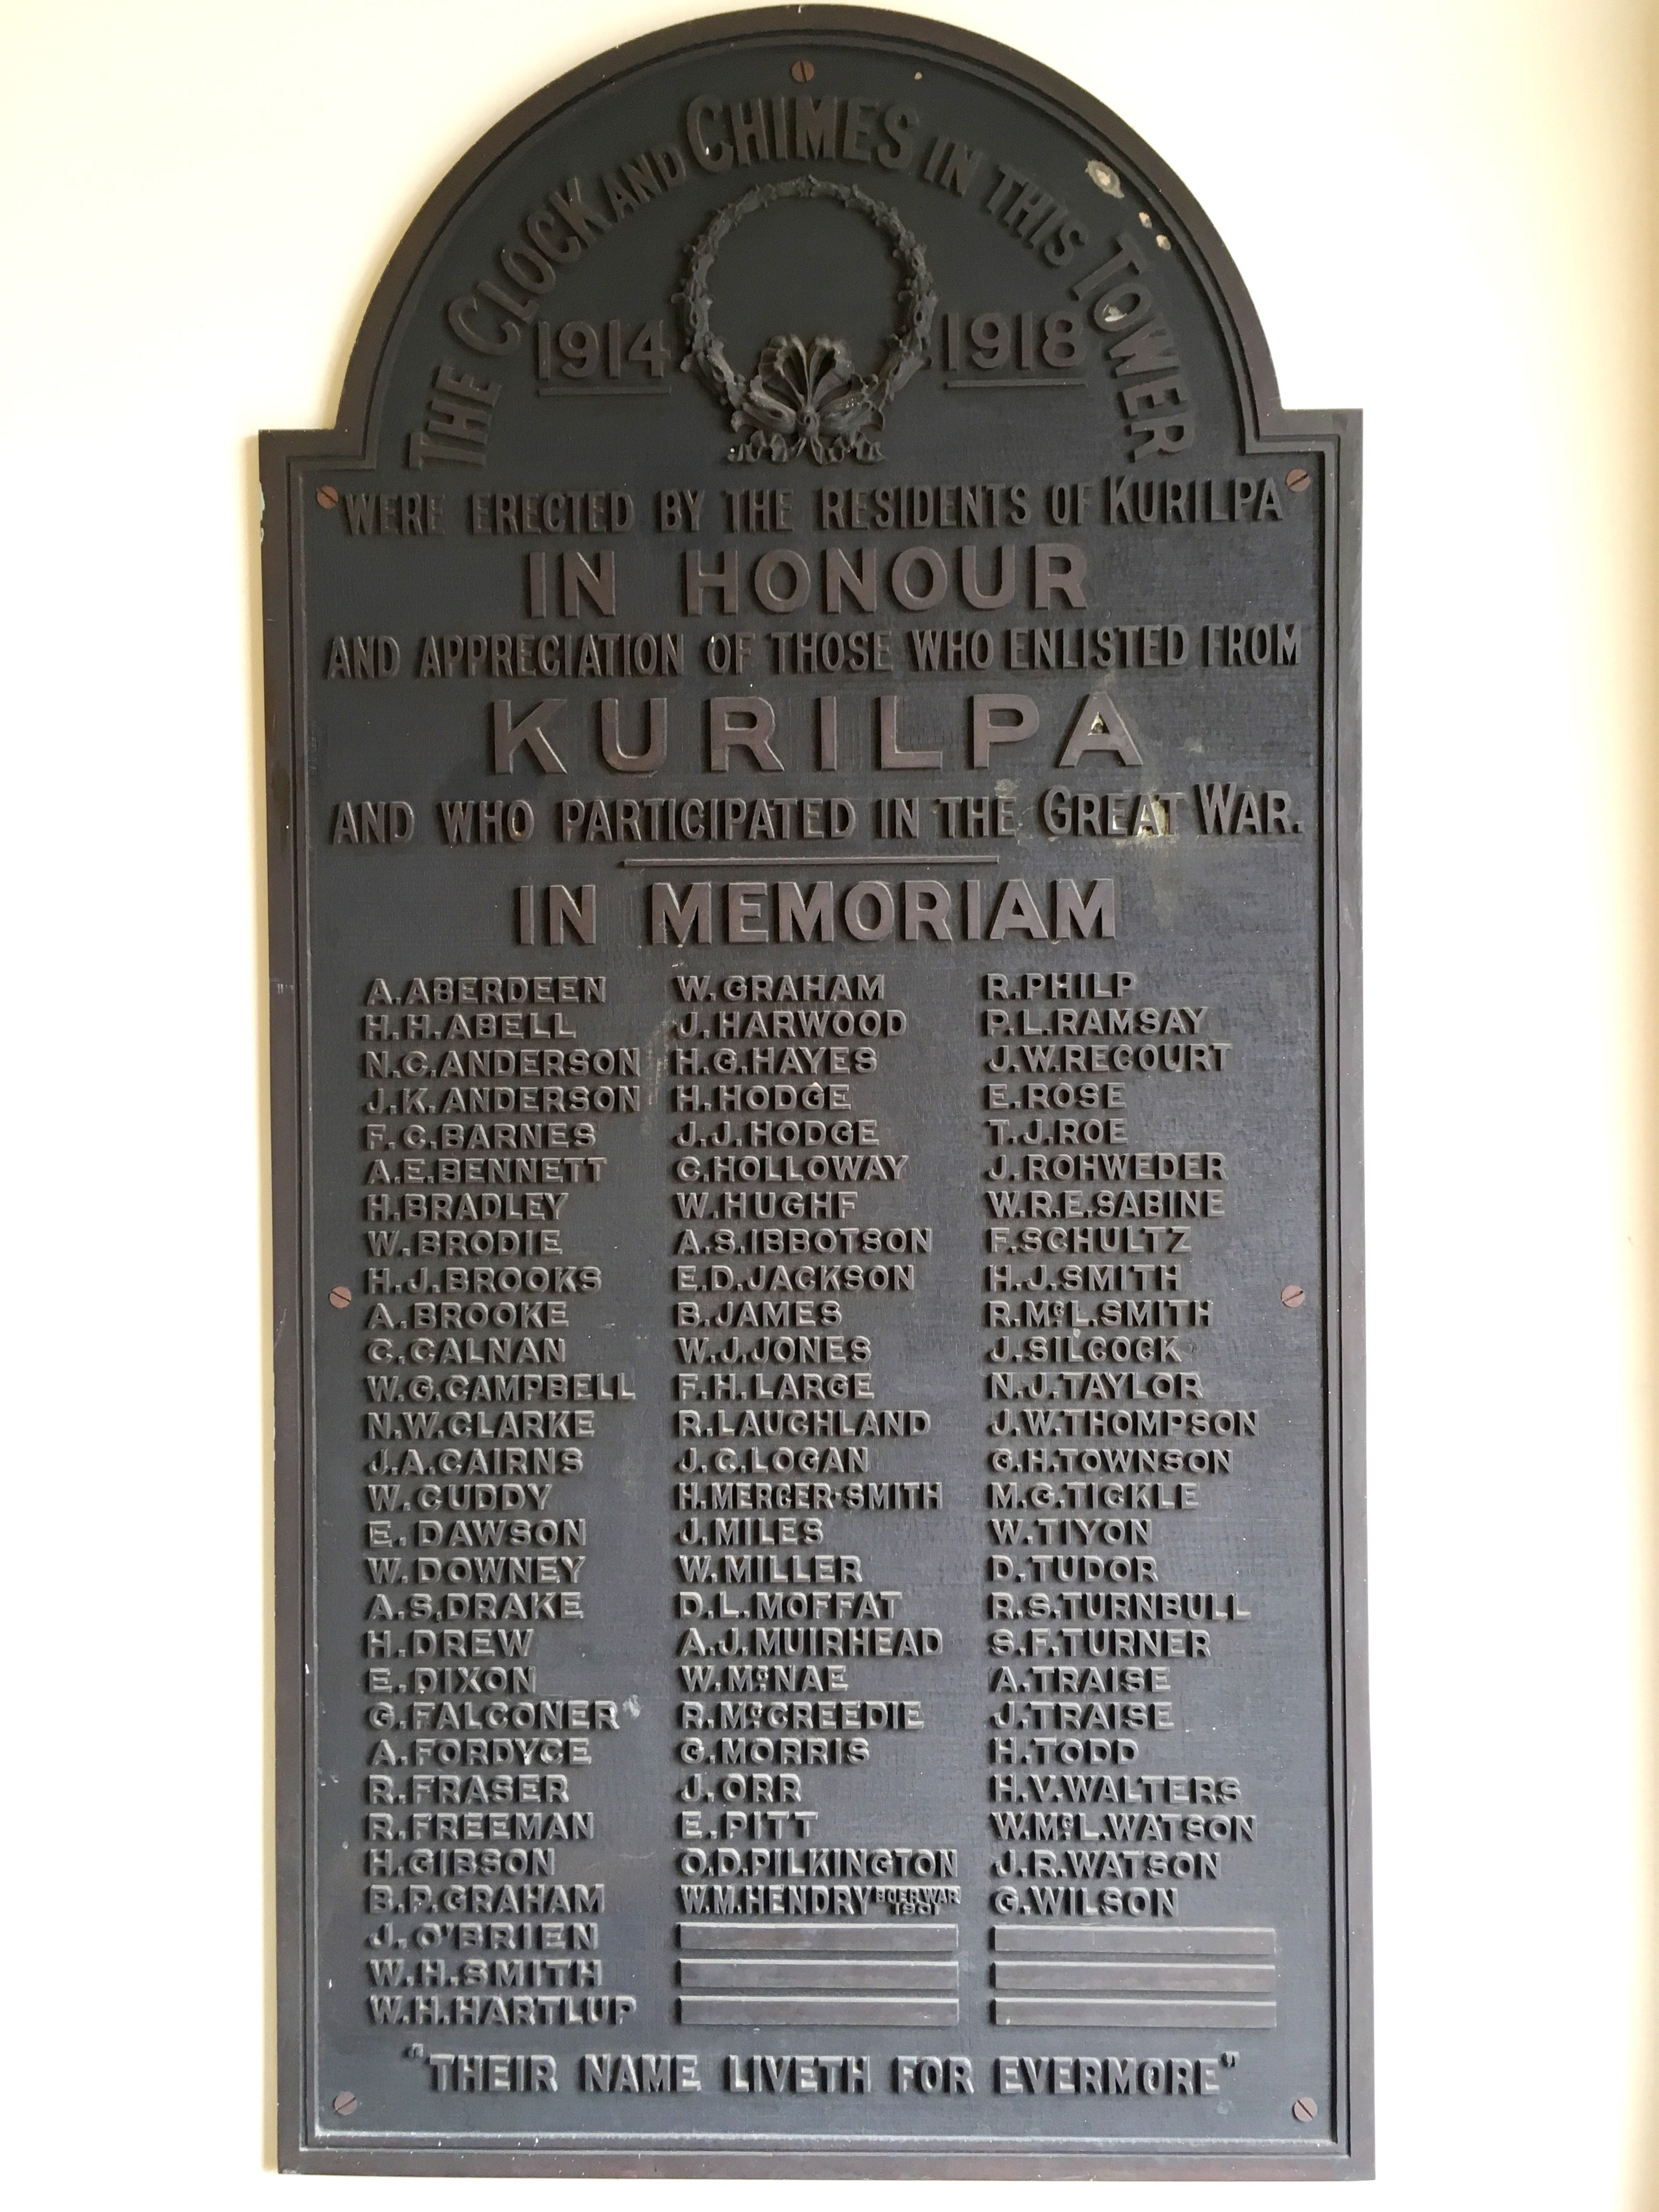 THE CLOCK AND CHIMES IN THIS TOWER
1914 1918
WERE ERECTED BY THE RESIDENTS OF KURILPA
IN HONOUR
AND APPRECIATION OF THOSE WHO ENLISTED FROM
KURILPA
AND WHO PARTICIPATED IN THE GREAT WAR.
IN MEMORIAM
A.ABERDEEN
H.H.ABELL
N.C.ANDERSON
J.K.ANDERSON
F.C.BARNES
A.E.BENNETT
H.BRADLEY
W.BRODIE
H.J.BROOKS
A.BROOKE
C.CALNAN
W.G.CAMPBELL
N.W.CLARKE
J.A.CAIRNS
W.CUDDY
E.DAWSON
W.DOWNEY
A.S.DRAKE
H.DREW
E.DIXON
G.FALCONER
A.FORDYCE
R.FRASER
R.FREEMAN
H.GIBSON
B.P.GRAHAM
J.O'BRIEN
W.H.SMITH
W.H.HARTLUP
W.GRAHAM
J.HARWOOD
H.G.HAYES
H.HODGE
J.J.HODGE
C.HOLLOWAY
W.HUGHF
A.S.IBBOTSON
E.D.JACKSON
B.JAMES
W.J.JONES
F.H.LARGE
R.LAUCHLAND
J.C.LOGAN
H.MERCER-SMITH
J.MILES
W.MILLER
D.L.MOFFAT
A.J.MUIRHEAD
W.McNAE
R.McCREEDIE
G.MORRIS
J.ORR
E.PITT
O.D.PILKINGTON
W.M.HENDRY BOER WAR 1901
R.PHILP
P.L.RAMSAY
J.W.RECOURT
E.ROSE
T.J.ROE
J.ROHWEDER
W.R.E.SABINE
F.SCHULTZ
H.J.SMITH
R.McL.SMITH
J.SILCOCK
N.J.TAYLOR
J.W.THOMPSON
G.H.TOWNSON
M.G.TICKLE
W.TIYON
D.TUDOR
R.S.TURNBULL
S.F.TURNER
A.TRAISE
J.TRAISE
H.TODD
H.V.WALTERS
W.McL.WATSON
J.R.WATSON
G.WILSON
"THEIR NAME LIVETH FOR EVERMORE"